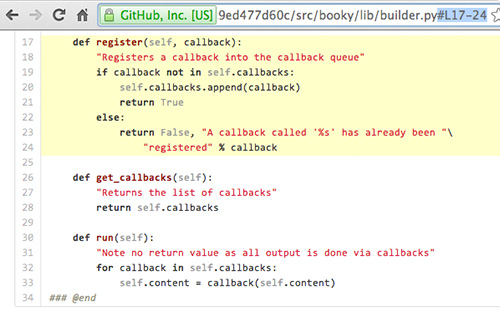 GitHub, Inc. [US] 9ed477d60c/src/booky/lib/builder.py#L17-24
17 def register(self, callback):
18 "Registers a callback into the callback queue"
19 if callback not in self.callbacks:
20 self.callbacks.append(callback)
21 return True
22 else:
23 return False, "A callback called '%s' has already been "\
24 "registered" % callback
25
26 def get_callbacks(self):
27 "Returns the list of callbacks"
28 return self.callbacks
29
30 def run(self):
31 "Note no return value as all output is done via callbacks"
32 for callback in self.callbacks:
33 self.content = callback(self.content)
34 ### @end